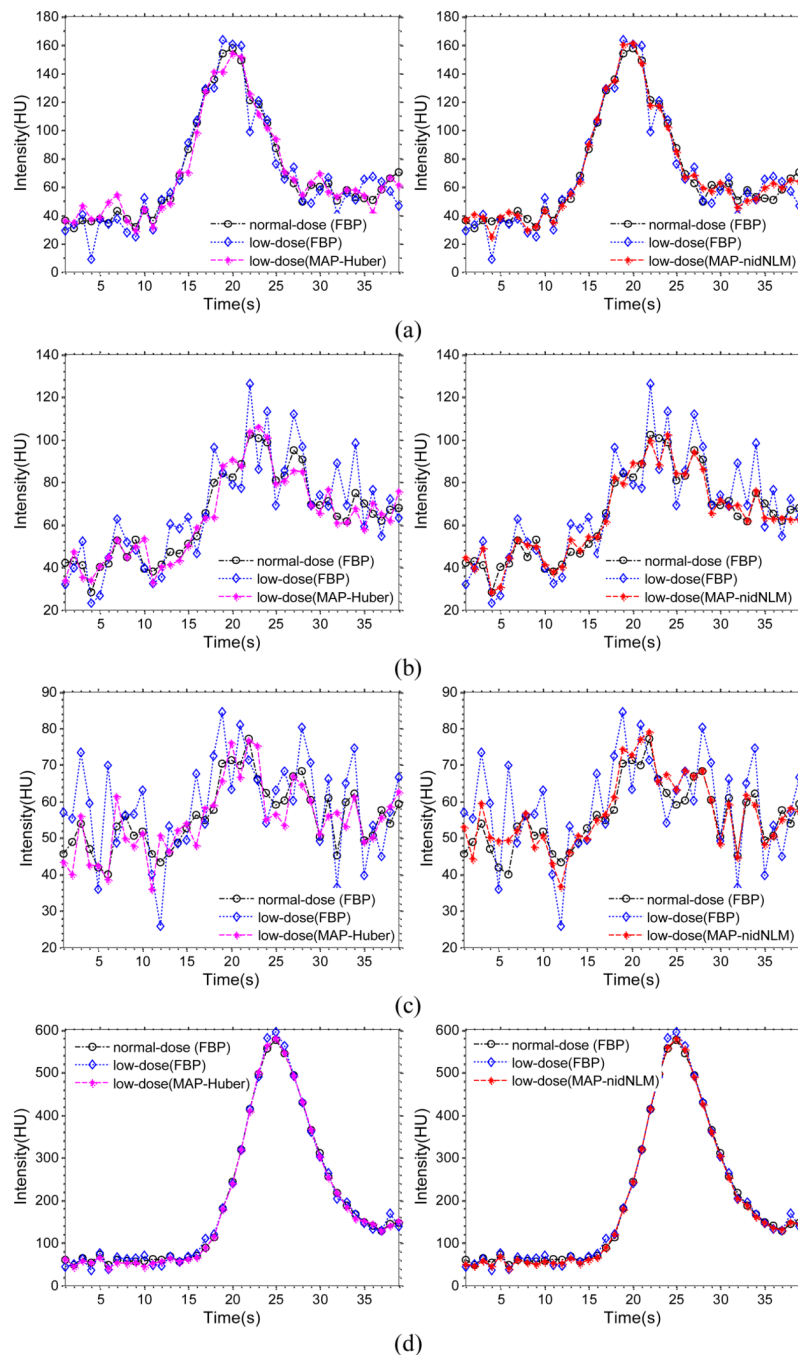 180
160
140
120
100
80
60
40
20
0
Intensity(HU)
normal-dose (FBP)
low-dose(FBP)
low-dose(MAP-Huber)
5 10 15 20 25 30 35
Time(s)
180
160
140
120
100
80
60
40
20
0
Intensity(HU)
normal-dose (FBP)
low-dose(FBP)
low-dose(MAP-nidNLM)
5 10 15 20 25 30 35
Time(s)
(a)
140
120
100
80
60
40
20
Intensity(HU)
normal-dose (FBP)
low-dose(FBP)
low-dose(MAP-Huber)
5 10 15 20 25 30 35
Time(s)
140
120
100
80
60
40
20
Intensity(HU)
normal-dose (FBP)
low-dose(FBP)
low-dose(MAP-nidNLM)
5 10 15 20 25 30 35
Time(s)
(b)
90
80
70
60
50
40
30
20
Intensity(HU)
normal-dose (FBP)
low-dose(FBP)
low-dose(MAP-Huber)
5 10 15 20 25 30 35
Time(s)
90
80
70
60
50
40
30
20
Intensity(HU)
normal-dose (FBP)
low-dose(FBP)
low-dose(MAP-nidNLM)
5 10 15 20 25 30 35
Time(s)
(c)
600
500
400
300
200
100
0
Intensity(HU)
normal-dose (FBP)
low-dose(FBP)
low-dose(MAP-Huber)
5 10 15 20 25 30 35
Time(s)
600
500
400
300
200
100
0
Intensity(HU)
normal-dose (FBP)
low-dose(FBP)
low-dose(MAP-nidNLM)
5 10 15 20 25 30 35
Time(s)
(d)